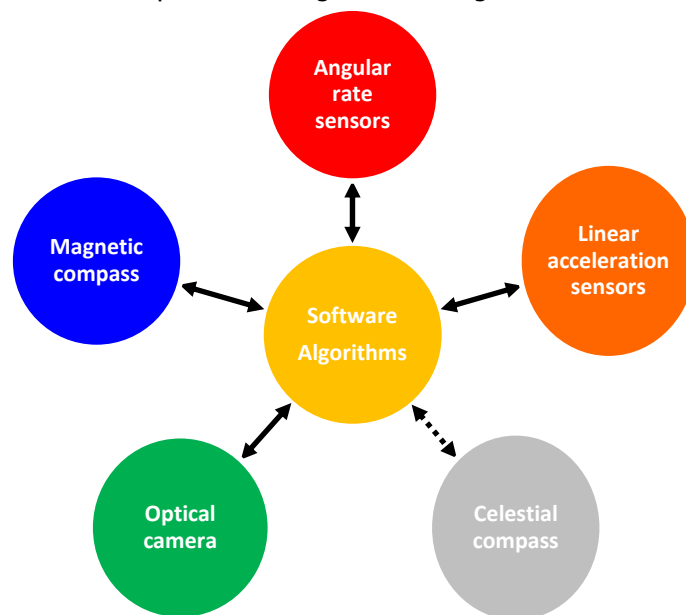 Angular
rate
sensors
Magnetic
compass
Linear
acceleration
sensors
Software
Algorithms
Optical
camera
Celestial
compass